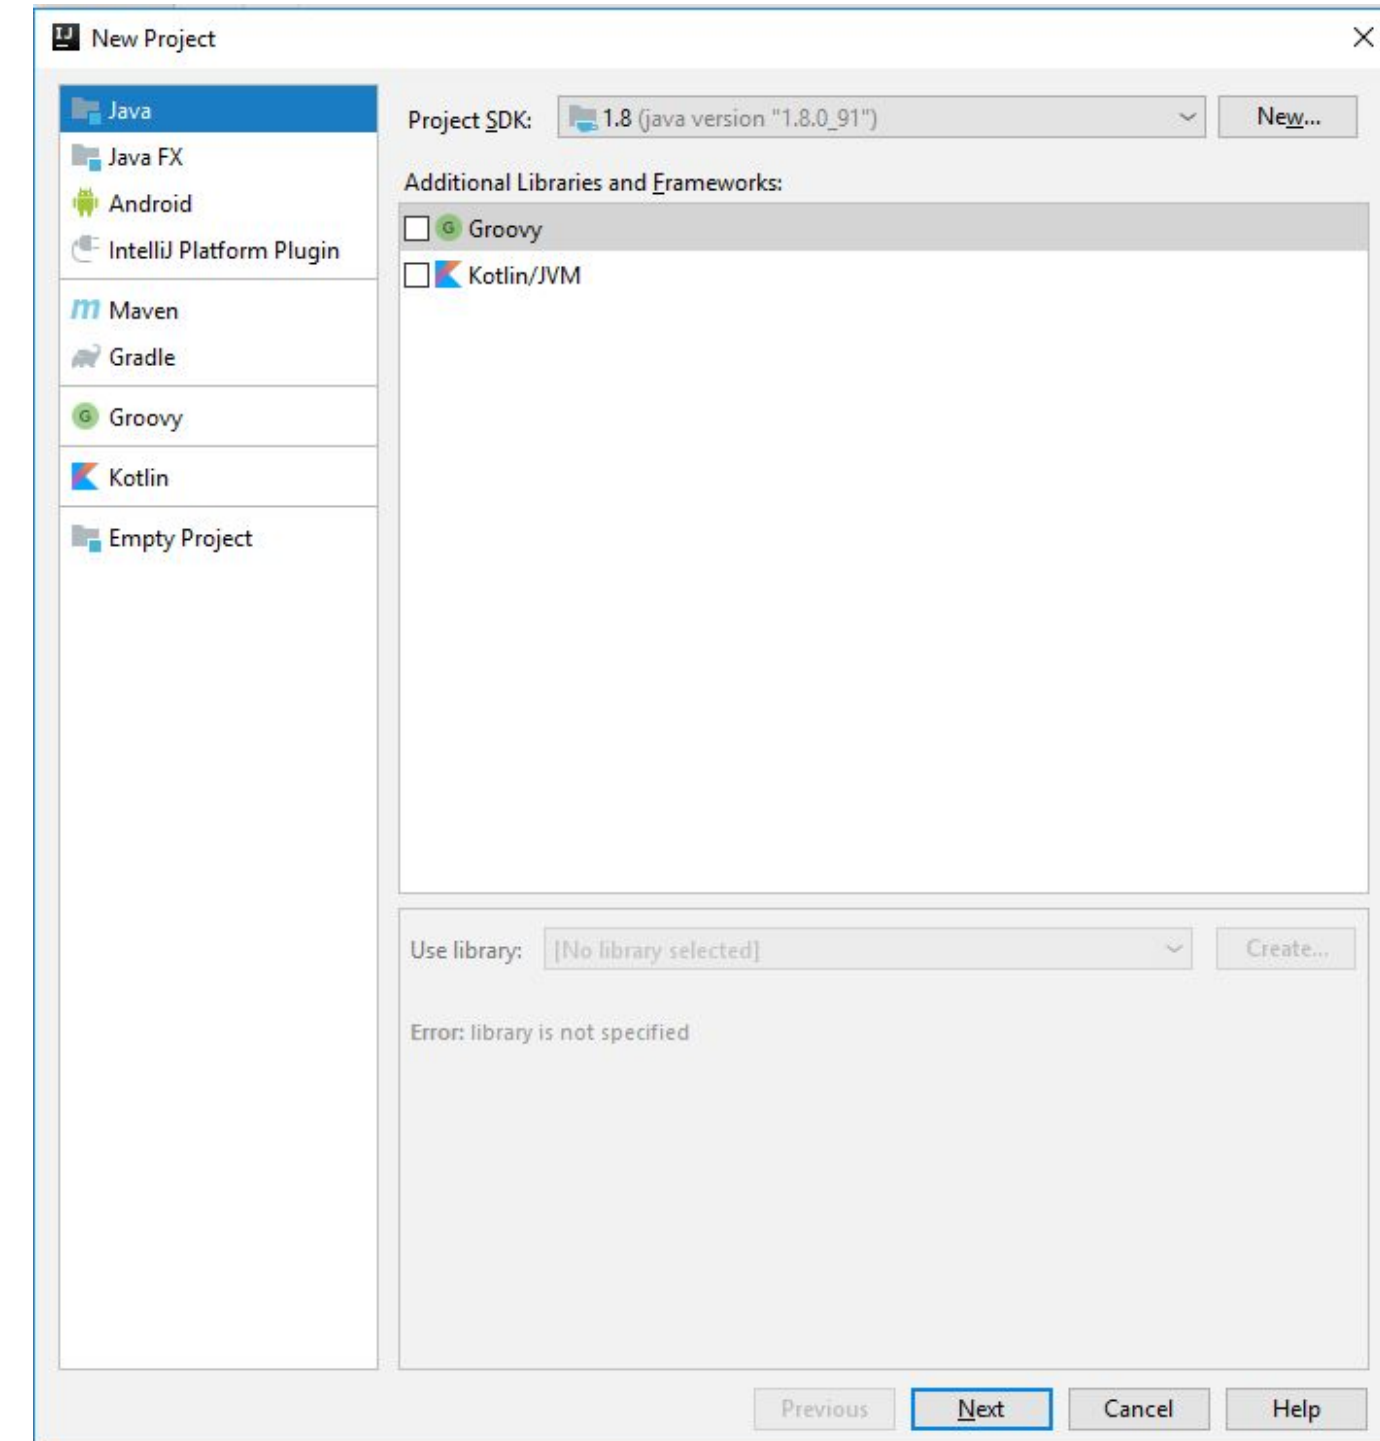 New Project
Java
Java FX
Android
IntelliJ Platform Plugin
Maven
Gradle
Groovy
Kotlin
Empty Project
Project SDK: 1.8 (java version "1.8.0_91") New...
Additional Libraries and Frameworks:
Groovy
Kotlin/JVM
Use library: [No library selected] Create...
Error: library is not specified
Previous Next Cancel Help